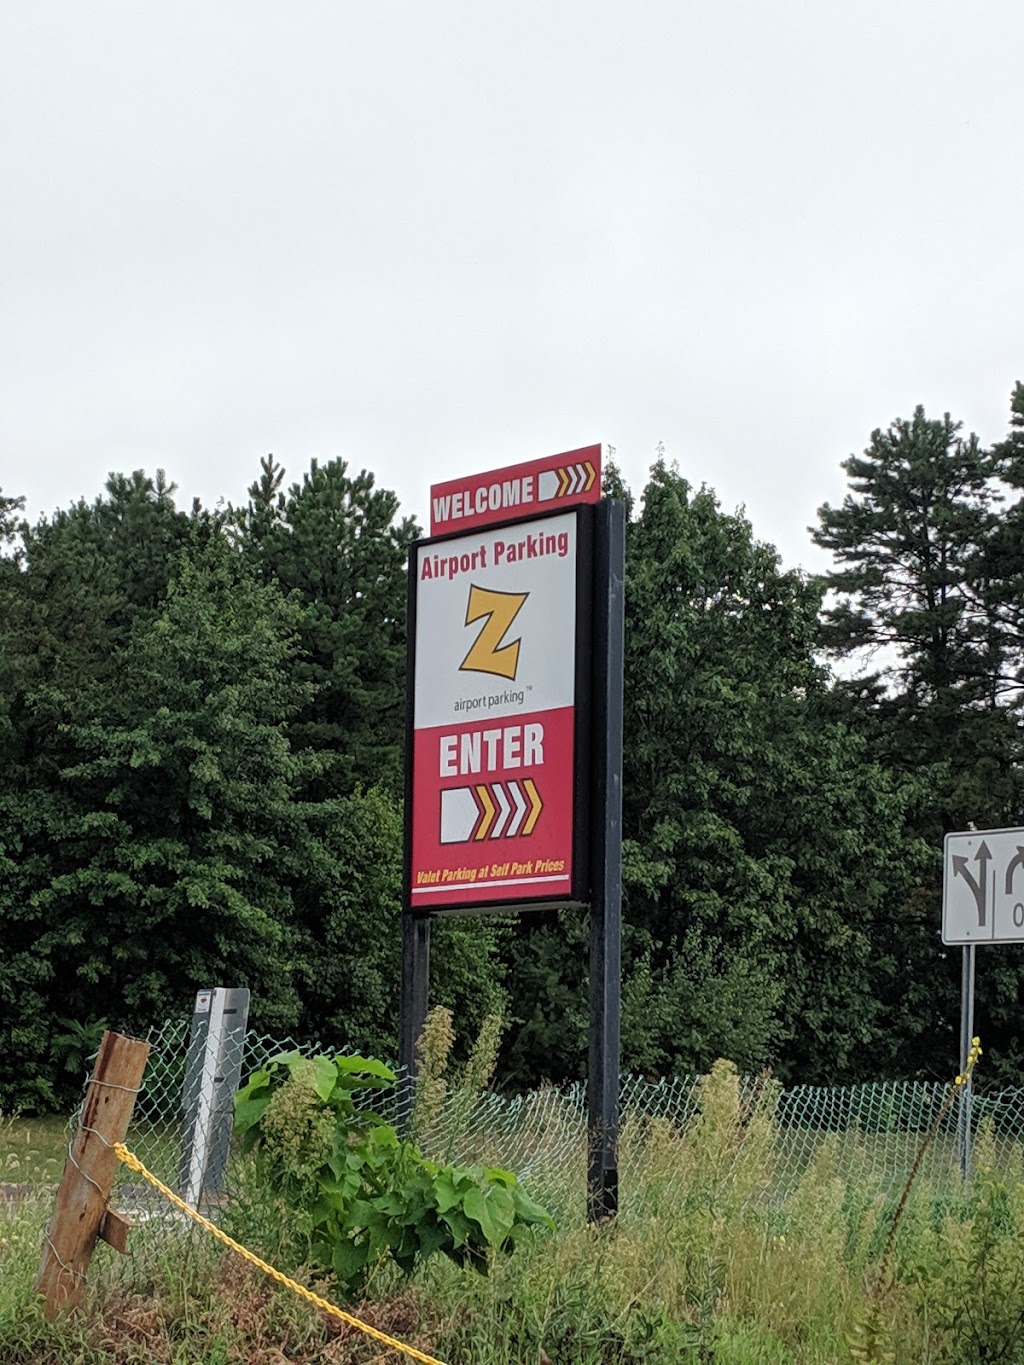 WELCOME
Airport Parking
Z
airport parking™
ENTER
Valet Parking at Self Park Prices